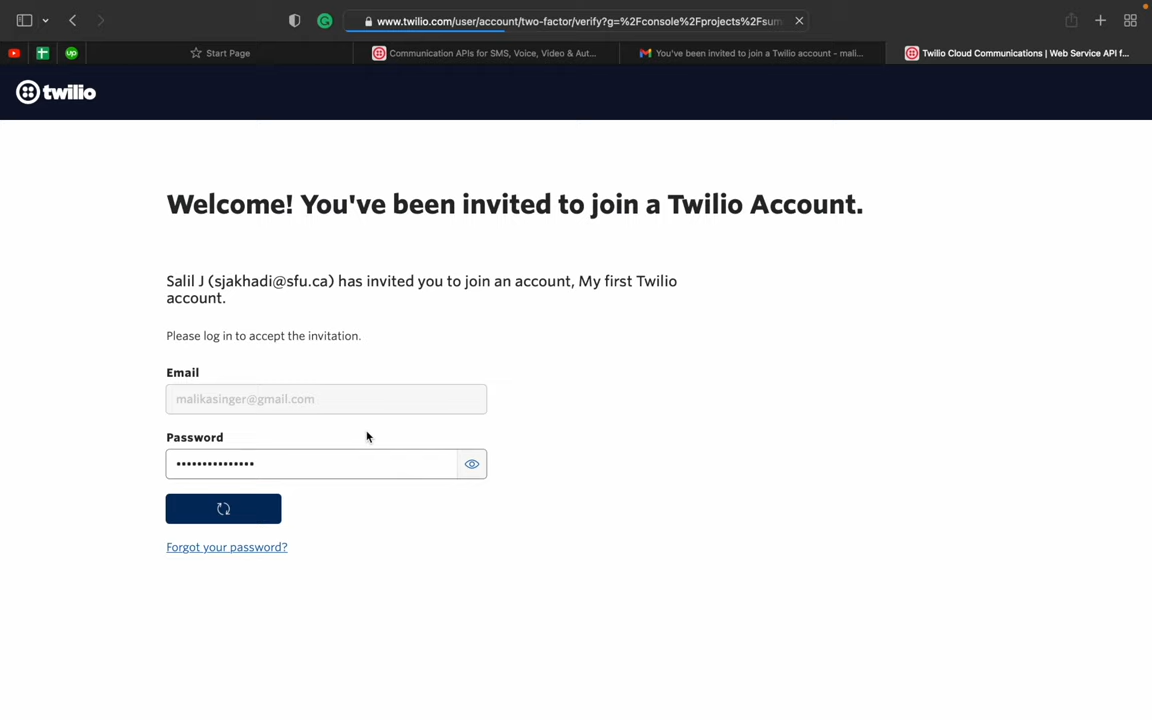 www.twilio.com/user/account/two-factor/verify?g=%2Fconsole%2Fprojects%2Fsum
up
Start Page
Communication APIs for SMS, Voice, Video & Aut...
You've been invited to join a Twilio account - mali...
Twilio Cloud Communications | Web Service API f...
twilio
Welcome! You've been invited to join a Twilio Account.
Salil J (sjakhadi@sfu.ca) has invited you to join an account, My first Twilio
account.
Please log in to accept the invitation.
Email
malikasinger@gmail.com
Password
•••••••••••••••
Forgot your password?